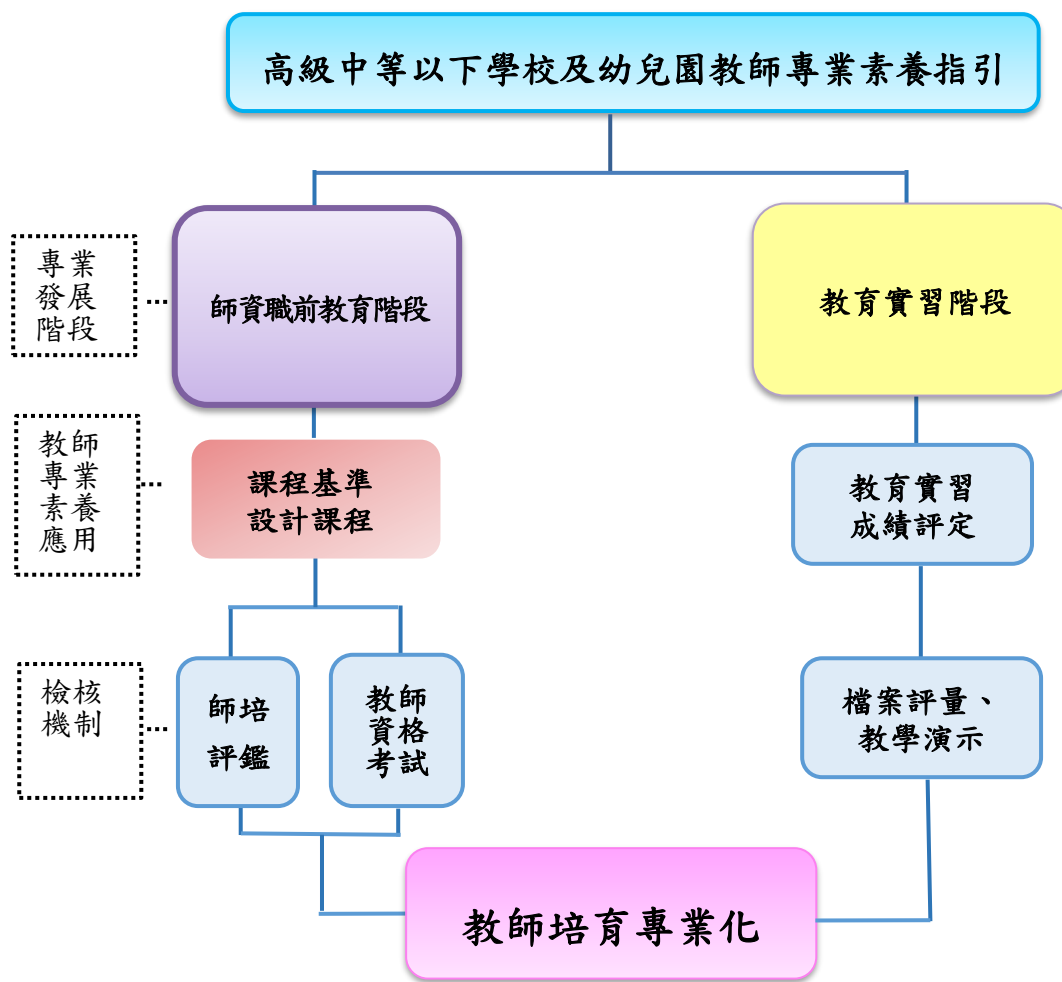 高級中等以下學校及幼兒園教師專業素養指引
專業
發展
階段
師資職前教育階段
教育實習階段
教師
專業
素養
應用
課程基準
設計課程
教育實習
成績評定
檢核
機制
師培
評鑑
教師
資格
考試
檔案評量、
教學演示
教師培育專業化